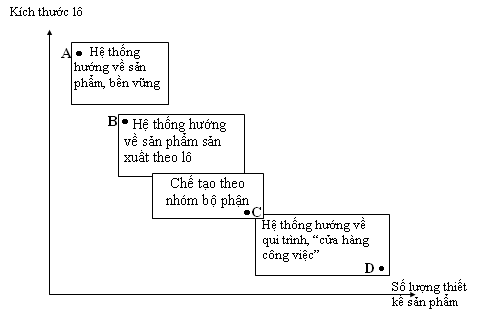 Kích thước lô
A
Hệ thống
hướng về sản
phẩm, bền vững
B
Hệ thống hướng
về sản phẩm sản
xuất theo lô
Chế tạo theo
nhóm bộ phận
C
Hệ thống hướng về
qui trình, “cửa hàng
công việc”
D
Số lượng thiết
kế sản phẩm